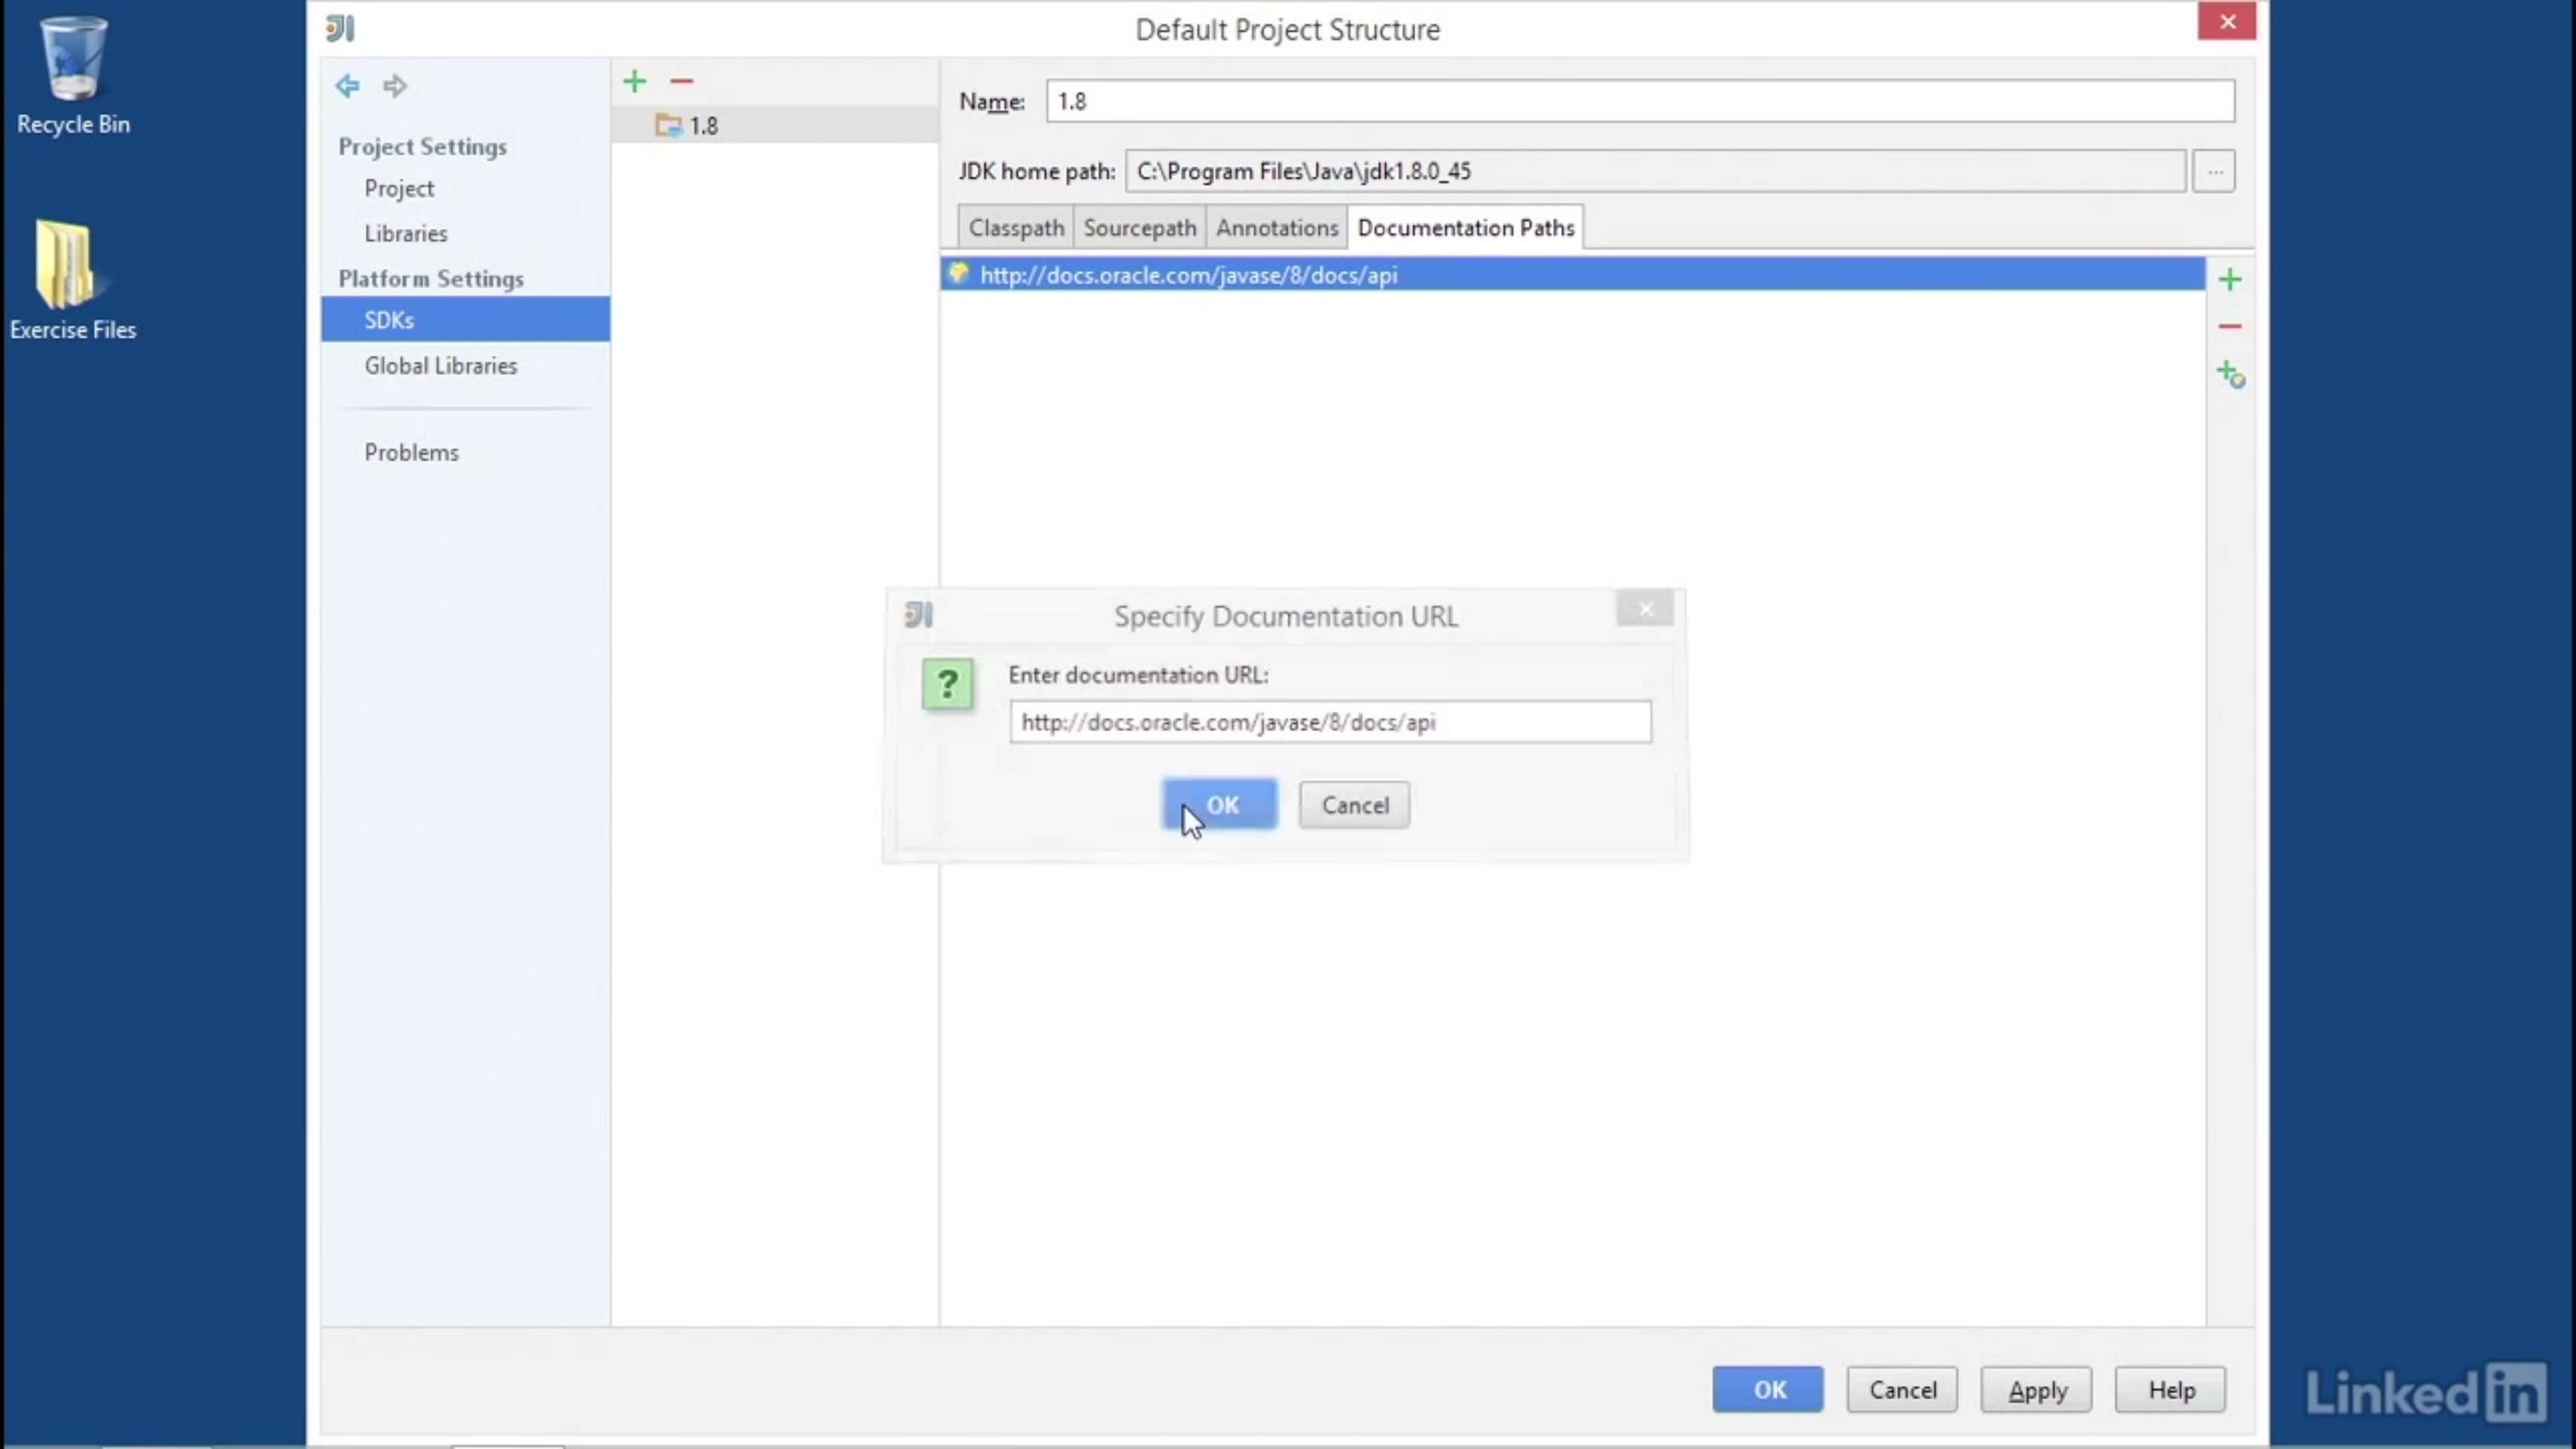 Default Project Structure
Recycle Bin
Exercise Files
Project Settings
Project
Libraries
Platform Settings
SDKs
Global Libraries
Problems
1.8
Name: 1.8
JDK home path: C:\Program Files\Java\jdk1.8.0_45 ...
Classpath Sourcepath Annotations Documentation Paths
http://docs.oracle.com/javase/8/docs/api
Specify Documentation URL
?
Enter documentation URL:
http://docs.oracle.com/javase/8/docs/api
OK Cancel
OK Cancel Apply Help
Linked in